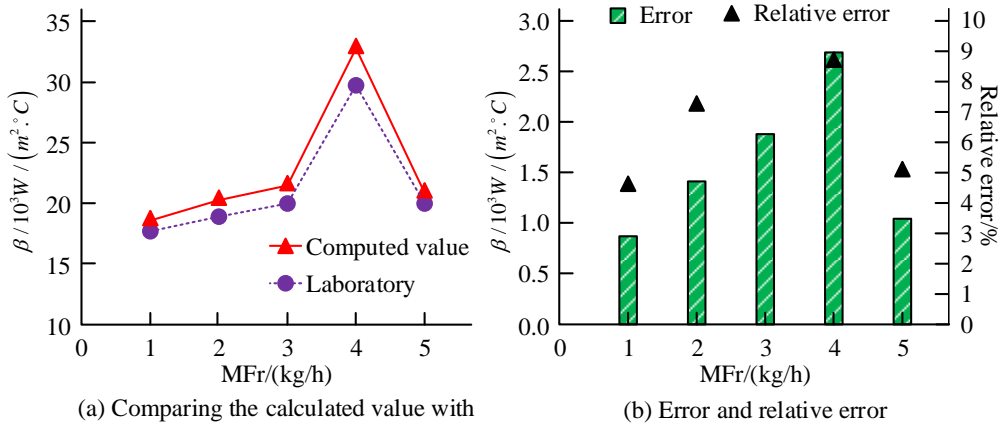 35
30
25
20
15
10
0 1 2 3 4 5
β / 10³W / (m².°C)
MFr/(kg/h)
Computed value
Laboratory
(a) Comparing the calculated value with
Error Relative error
3.0
2.5
2.0
1.5
1.0
0.5
0.0
0 1 2 3 4 5
β / 10³W / (m².°C)
MFr/(kg/h)
10
9
8
7
6
5
4
3
2
1
0
Relative error/%
(b) Error and relative error